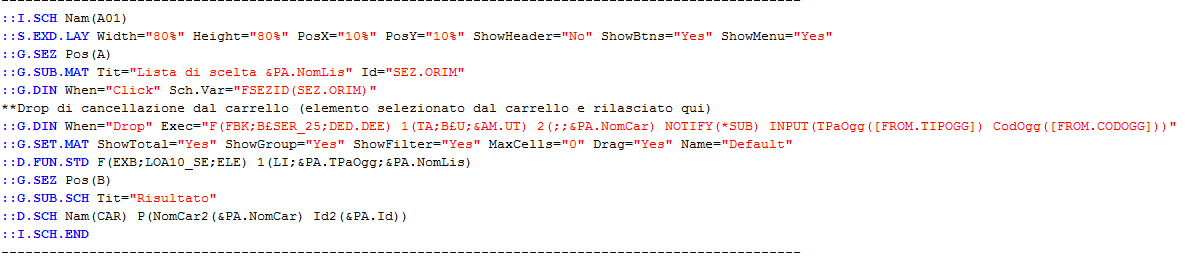 ----------------------------------------------------------------------------------------------------
::I.SCH Nam(A01)
::S.EXD.LAY Width="80%" Height="80%" PosX="10%" PosY="10%" ShowHeader="No" ShowBtns="Yes" ShowMenu="Yes"
::G.SEZ Pos(A)
::G.SUB.MAT Tit="Lista di scelta &PA.NomLis" Id="SEZ.ORIM"
::G.DIN When="Click" Sch.Var="FSEZID(SEZ.ORIM)"
**Drop di cancellazione dal carrello (elemento selezionato dal carrello e rilasciato qui)
::G.DIN When="Drop" Exec="F(FBK;B£SER_25;DED.DEE) 1(TA;B£U;&AM.UT) 2(;;&PA.NomCar) NOTIFY(*SUB) INPUT(TPaOgg([FROM.TIPOGG]) CodOgg([FROM.CODOGG]))"
::G.SET.MAT ShowTotal="Yes" ShowGroup="Yes" ShowFilter="Yes" MaxCells="0" Drag="Yes" Name="Default"
::D.FUN.STD F(EXB;LOA10_SE;ELE) 1(LI;&PA.TPaOgg;&PA.NomLis)
::G.SEZ Pos(B)
::G.SUB.SCH Tit="Risultato"
::D.SCH Nam(CAR) P(NomCar2(&PA.NomCar) Id2(&PA.Id))
::I.SCH.END
----------------------------------------------------------------------------------------------------